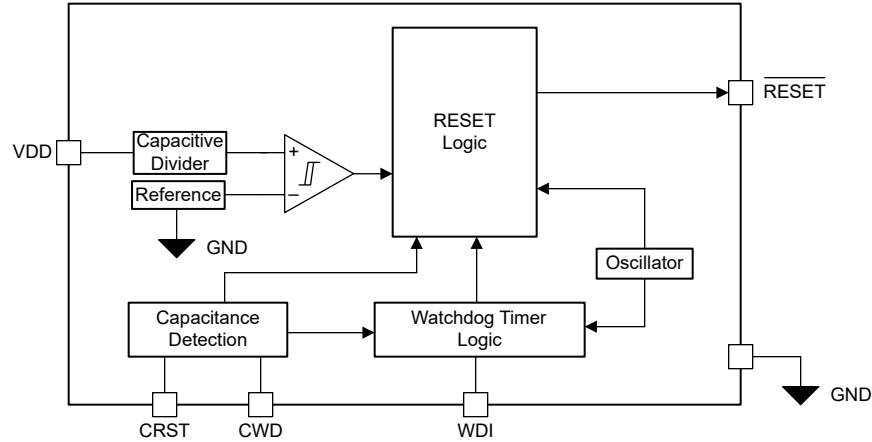 RESET
RESET
Logic
VDD
Capacitive
Divider
+
Reference
−
GND
Oscillator
Capacitance
Detection
Watchdog Timer
Logic
GND
CRST
CWD
WDI